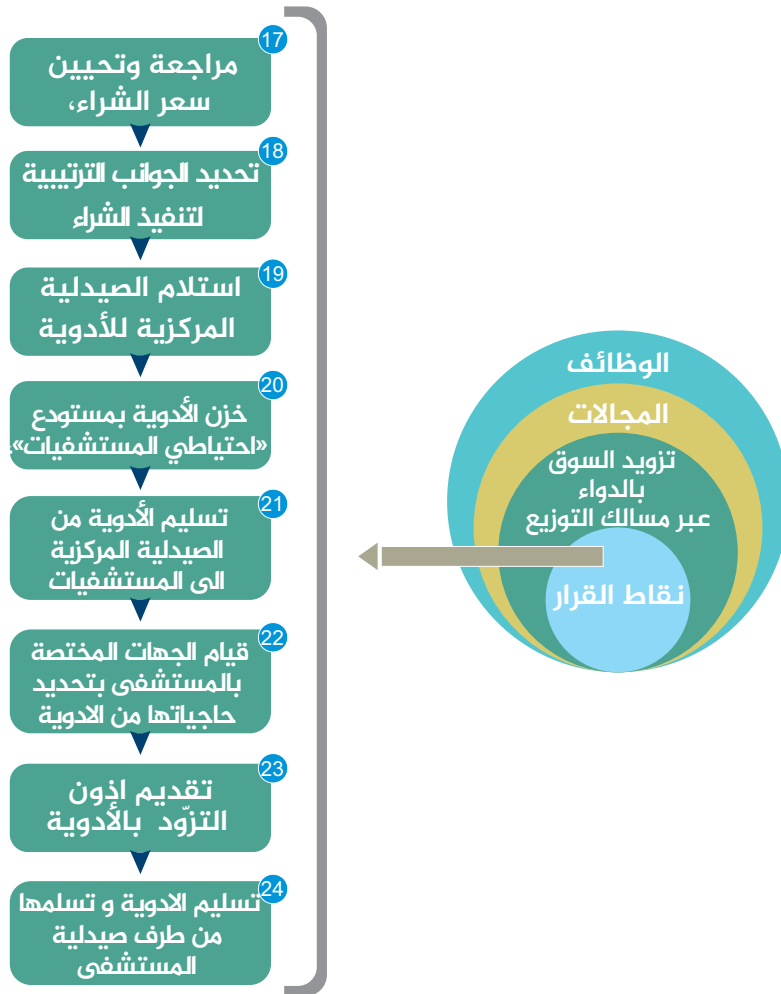 17
مراجعة وتحيين
سعر الشراء،
18
تحديد الجوانب الترتيبية
لتنفيذ الشراء
19
استلام الصيدلية
المركزية للأدوية
20
خزن الأدوية بمستودع
«احتياطي المستشفيات»،
21
تسليم الأدوية من
الصيدلية المركزية
الى المستشفيات
22
قيام الجهات المختصة
بالمستشفى بتحديد
حاجياتها من الادوية
23
تقديم اذون
التزّود بالأدوية
24
تسليم الادوية و تسلمها
من طرف صيدلية
المستشفى
الوظائف
المجالات
تزويد السوق
بالدواء
عبر مسالك التوزيع
نقاط القرار